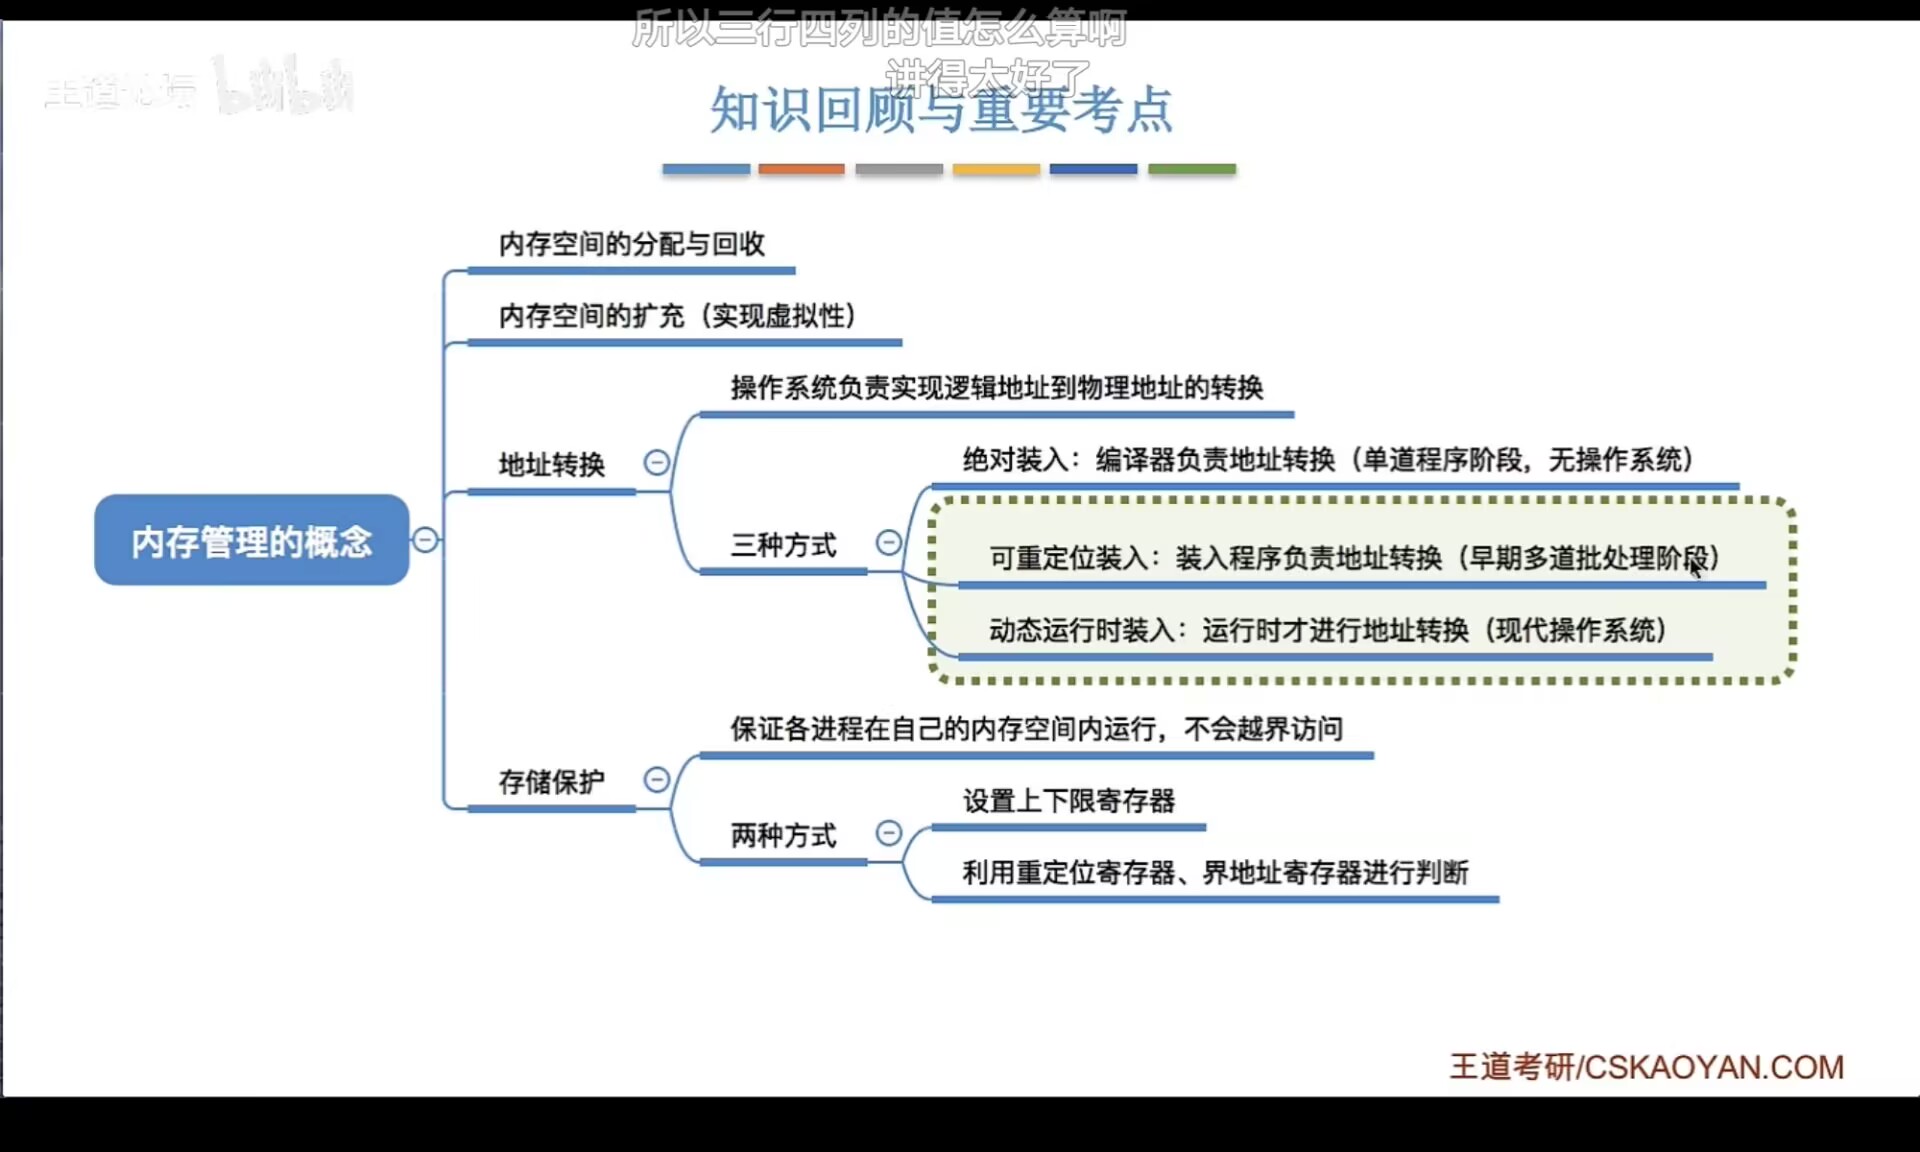 所以三行四列的值怎么算啊
讲得太好了
王道论坛 bilibili
知识回顾与重要考点
内存空间的分配与回收
内存空间的扩充（实现虚拟性）
操作系统负责实现逻辑地址到物理地址的转换
地址转换
绝对装入：编译器负责地址转换（单道程序阶段，无操作系统）
三种方式
可重定位装入：装入程序负责地址转换（早期多道批处理阶段）
动态运行时装入：运行时才进行地址转换（现代操作系统）
内存管理的概念
保证各进程在自己的内存空间内运行，不会越界访问
存储保护
设置上下限寄存器
两种方式
利用重定位寄存器、界地址寄存器进行判断
王道考研/CSKAOYAN.COM